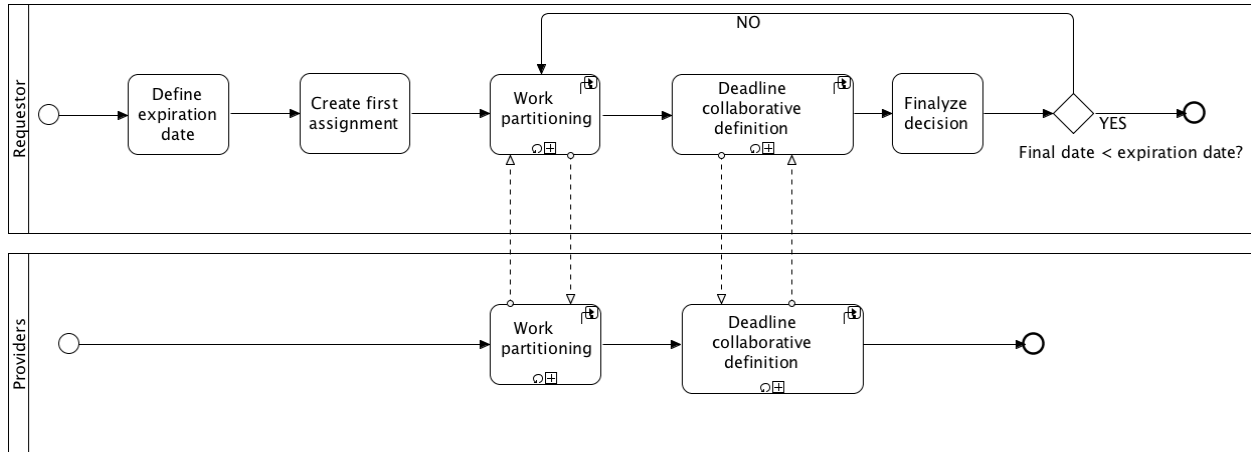 Requestor
NO
Define
expiration
date
Create first
assignment
Work
partitioning
Deadline
collaborative
definition
Finalyze
decision
YES
Final date < expiration date?
Providers
Work
partitioning
Deadline
collaborative
definition